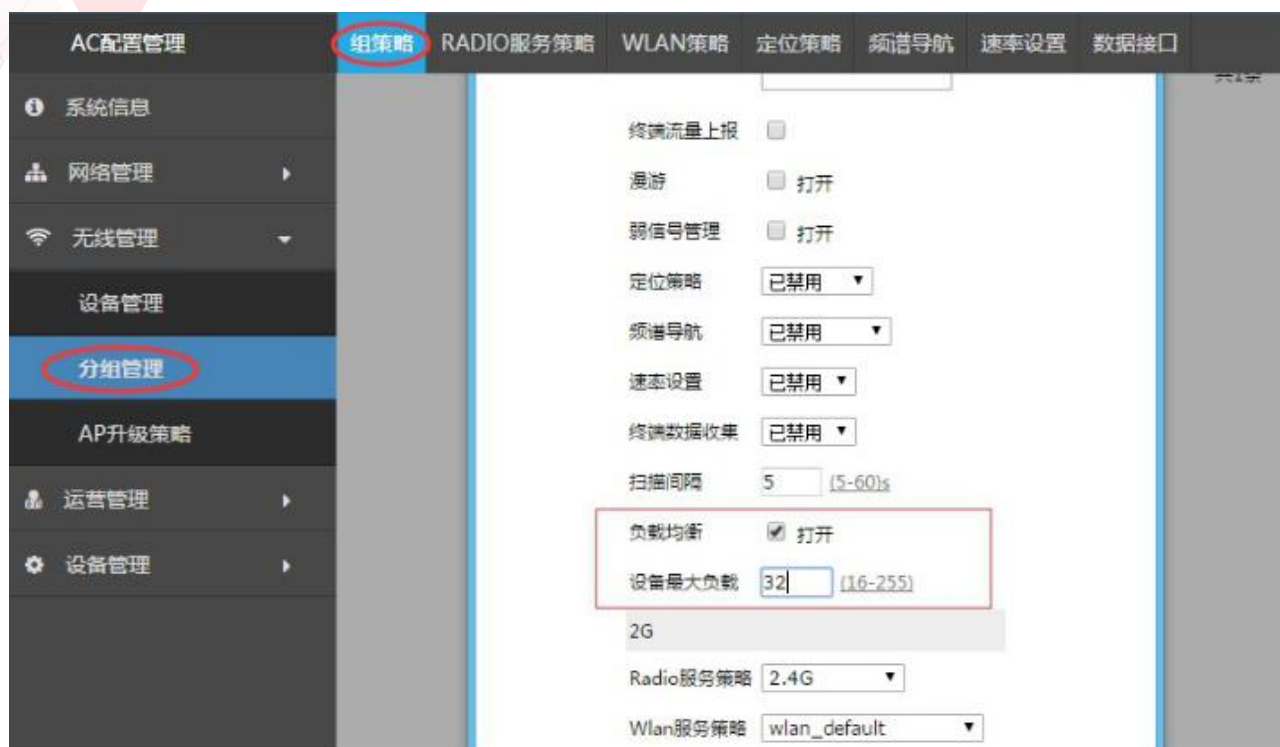 AC配置管理
组策略 RADIO服务策略 WLAN策略 定位策略 频谱导航 速率设置 数据接口
系统信息
网络管理
无线管理
设备管理
分组管理
AP升级策略
运营管理
设备管理
共1条
终端流量上报
漫游 打开
弱信号管理 打开
定位策略 已禁用
频谱导航 已禁用
速率设置 已禁用
终端数据收集 已禁用
扫描间隔 5 (5-60)s
负载均衡 打开
设备最大负载 32 (16-255)
2G
Radio服务策略 2.4G
Wlan服务策略 wlan_default